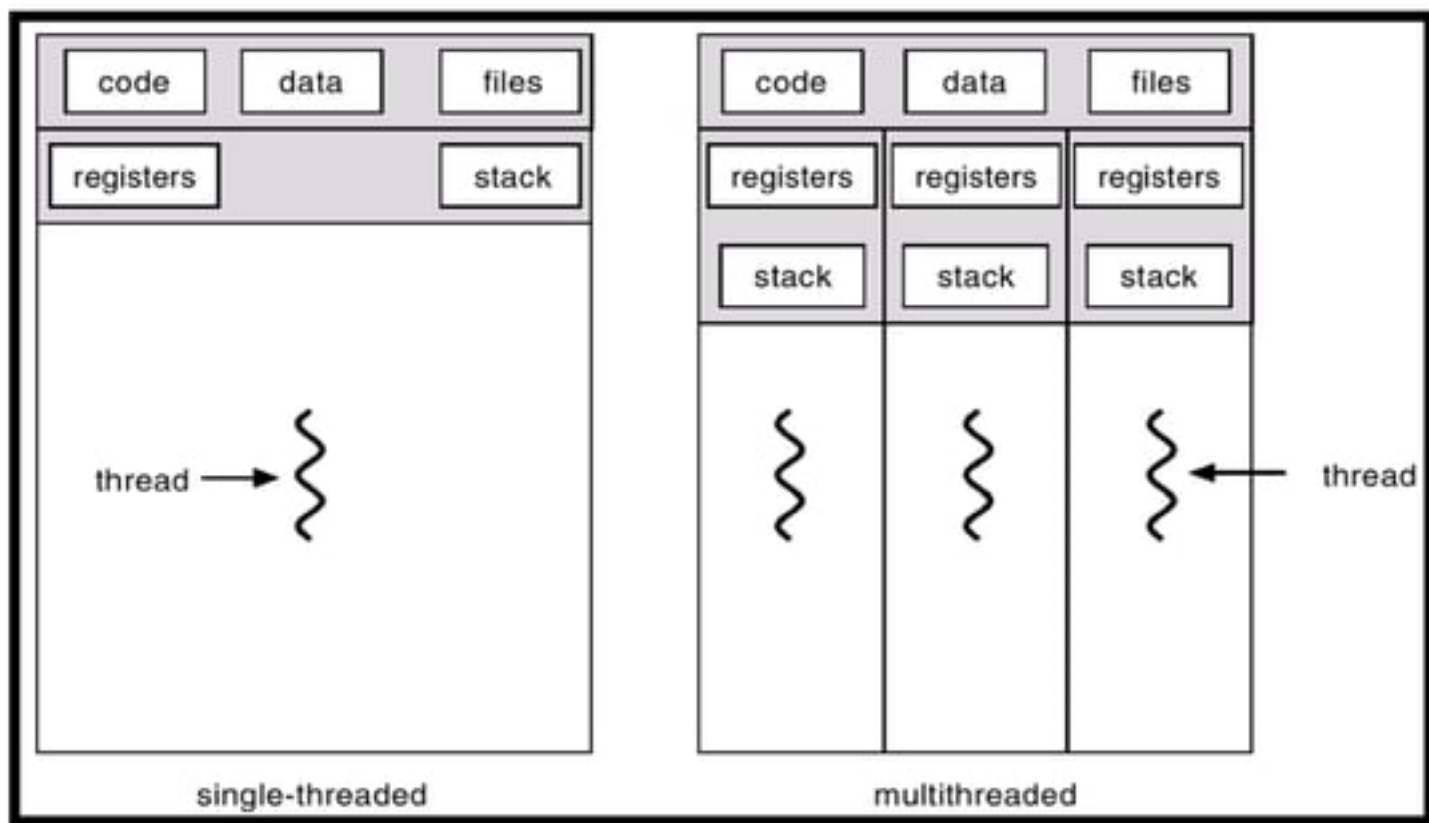 code data files code data files
registers stack registers registers registers
stack stack stack
thread thread
single-threaded multithreaded